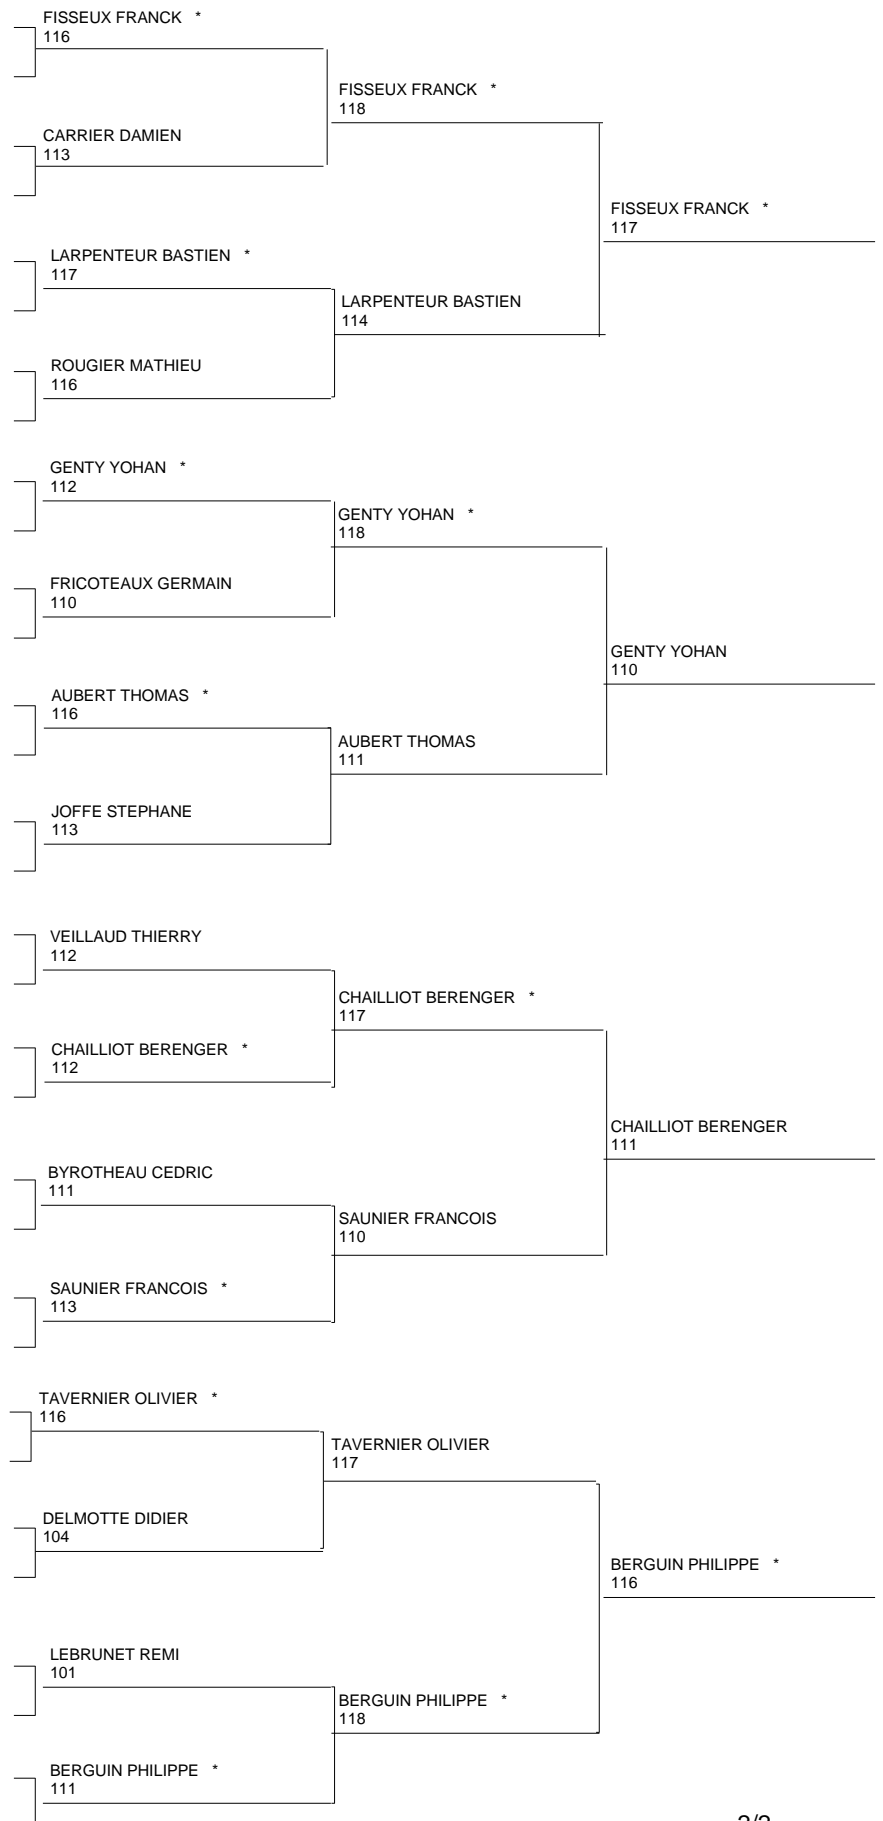 FISSEUX FRANCK *
116
FISSEUX FRANCK *
118
CARRIER DAMIEN
113
FISSEUX FRANCK *
117
LARPENTEUR BASTIEN *
117
LARPENTEUR BASTIEN
114
ROUGIER MATHIEU
116
GENTY YOHAN *
112
GENTY YOHAN *
118
FRICOTEAUX GERMAIN
110
GENTY YOHAN
110
AUBERT THOMAS *
116
AUBERT THOMAS
111
JOFFE STEPHANE
113
VEILLAUD THIERRY
112
CHAILLIOT BERENGER *
117
CHAILLIOT BERENGER *
112
CHAILLIOT BERENGER
111
BYROTHEAU CEDRIC
111
SAUNIER FRANCOIS
110
SAUNIER FRANCOIS *
113
TAVERNIER OLIVIER *
116
TAVERNIER OLIVIER
117
DELMOTTE DIDIER
104
BERGUIN PHILIPPE *
116
LEBRUNET REMI
101
BERGUIN PHILIPPE *
118
BERGUIN PHILIPPE *
111